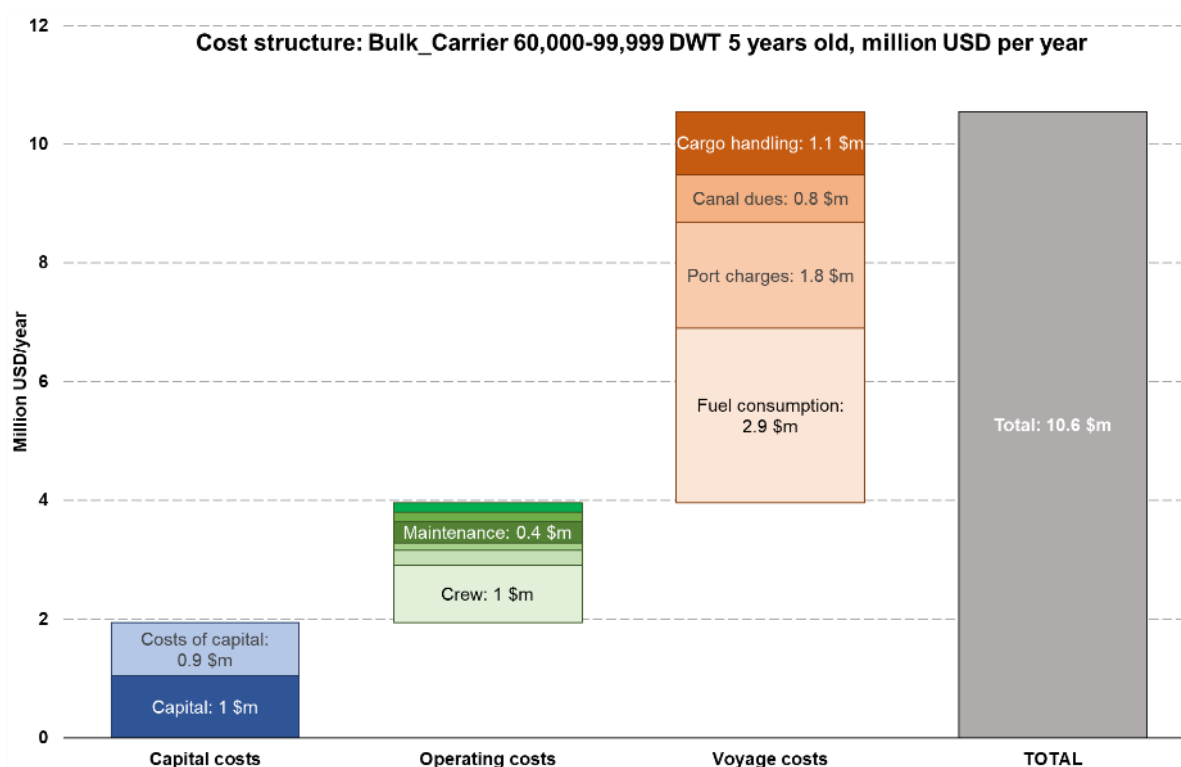 Cost structure: Bulk_Carrier 60,000-99,999 DWT 5 years old, million USD per year
Million USD/year
12
10
8
6
4
2
0
Costs of capital:
0.9 $m
Capital: 1 $m
Maintenance: 0.4 $m
Crew: 1 $m
Cargo handling: 1.1 $m
Canal dues: 0.8 $m
Port charges: 1.8 $m
Fuel consumption:
2.9 $m
Total: 10.6 $m
Capital costs
Operating costs
Voyage costs
TOTAL